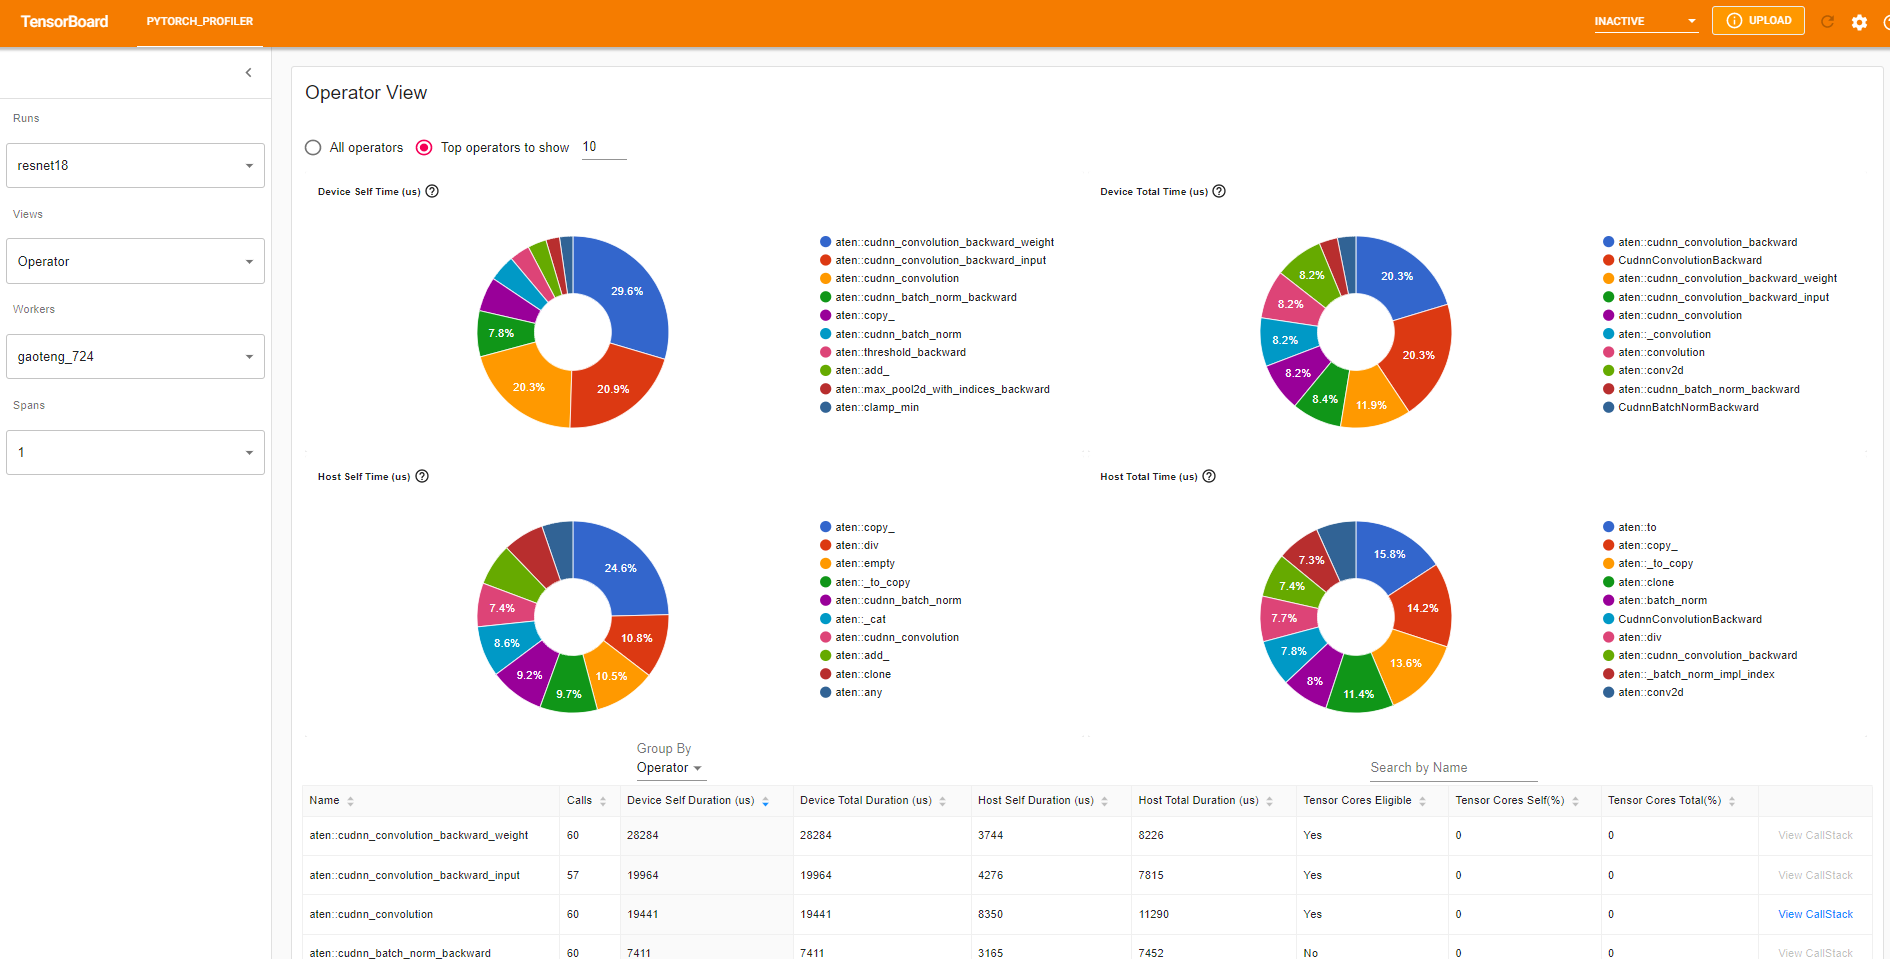 TensorBoard PYTORCH_PROFILER INACTIVE UPLOAD
Runs
resnet18
Views
Operator
Workers
gaoteng_724
Spans
1
Operator View
All operators Top operators to show 10
Device Self Time (us)
29.6%
20.9%
20.3%
7.8%
aten::cudnn_convolution_backward_weight
aten::cudnn_convolution_backward_input
aten::cudnn_convolution
aten::cudnn_batch_norm_backward
aten::copy_
aten::cudnn_batch_norm
aten::threshold_backward
aten::add_
aten::max_pool2d_with_indices_backward
aten::clamp_min
Device Total Time (us)
20.3%
20.3%
11.9%
8.4%
8.2%
8.2%
8.2%
8.2%
aten::cudnn_convolution_backward
CudnnConvolutionBackward
aten::cudnn_convolution_backward_weight
aten::cudnn_convolution_backward_input
aten::cudnn_convolution
aten::_convolution
aten::convolution
aten::conv2d
aten::cudnn_batch_norm_backward
CudnnBatchNormBackward
Host Self Time (us)
24.6%
10.8%
10.5%
9.7%
9.2%
8.6%
7.4%
aten::copy_
aten::div
aten::empty
aten::_to_copy
aten::cudnn_batch_norm
aten::_cat
aten::cudnn_convolution
aten::add_
aten::clone
aten::any
Host Total Time (us)
15.8%
14.2%
13.6%
11.4%
8%
7.8%
7.7%
7.4%
7.3%
aten::to
aten::copy_
aten::_to_copy
aten::clone
aten::batch_norm
CudnnConvolutionBackward
aten::div
aten::cudnn_convolution_backward
aten::_batch_norm_impl_index
aten::conv2d
Group By
Operator
Search by Name
Name Calls Device Self Duration (us) Device Total Duration (us) Host Self Duration (us) Host Total Duration (us) Tensor Cores Eligible Tensor Cores Self(%) Tensor Cores Total(%)
aten::cudnn_convolution_backward_weight 60 28284 28284 3744 8226 Yes 0 0 View CallStack
aten::cudnn_convolution_backward_input 57 19964 19964 4276 7815 Yes 0 0 View CallStack
aten::cudnn_convolution 60 19441 19441 8350 11290 Yes 0 0 View CallStack
aten::cudnn_batch_norm_backward 60 7411 7411 3165 7452 No 0 0 View CallStack